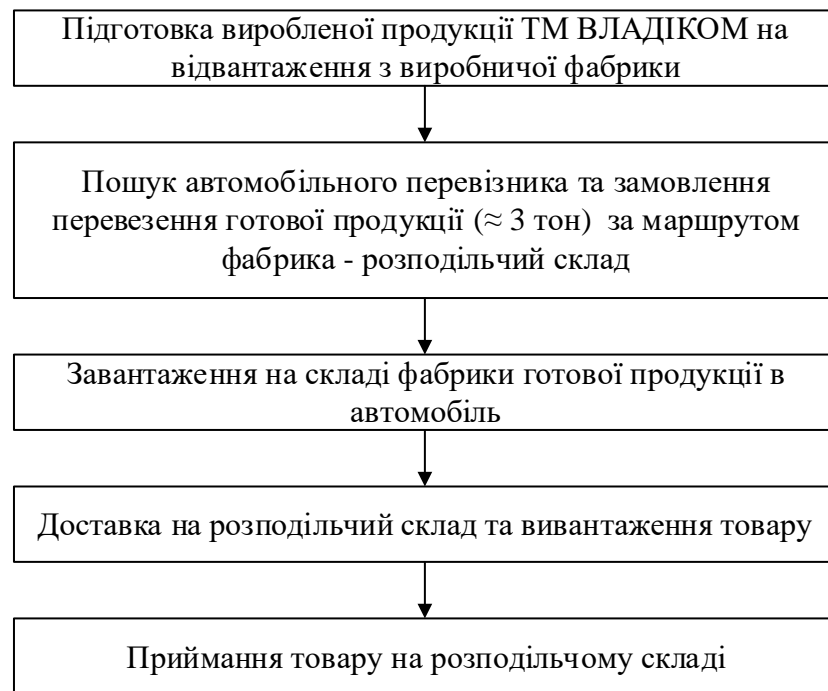 Підготовка виробленої продукції ТМ ВЛАДІКОМ на
відвантаження з виробничої фабрики
Пошук автомобільного перевізника та замовлення
перевезення готової продукції (≈ 3 тон) за маршрутом
фабрика - розподільчий склад
Завантаження на складі фабрики готової продукції в
автомобіль
Доставка на розподільчий склад та вивантаження товару
Приймання товару на розподільчому складі